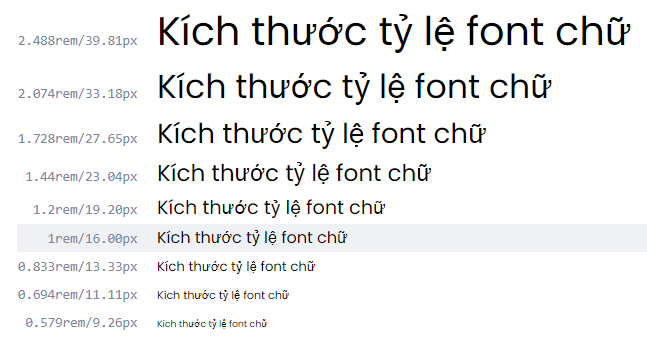 2.488rem/39.81px Kích thước tỷ lệ font chữ
2.074rem/33.18px Kích thước tỷ lệ font chữ
1.728rem/27.65px Kích thước tỷ lệ font chữ
1.44rem/23.04px Kích thước tỷ lệ font chữ
1.2rem/19.20px Kích thước tỷ lệ font chữ
1rem/16.00px Kích thước tỷ lệ font chữ
0.833rem/13.33px Kích thước tỷ lệ font chữ
0.694rem/11.11px Kích thước tỷ lệ font chữ
0.579rem/9.26px Kích thước tỷ lệ font chữ